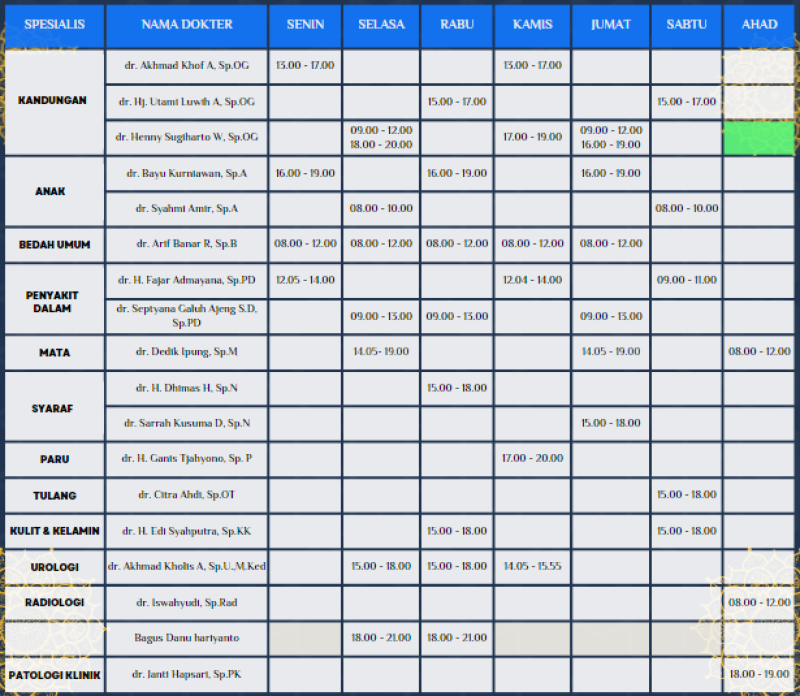 SPESIALIS NAMA DOKTER SENIN SELASA RABU KAMIS JUMAT SABTU AHAD
KANDUNGAN
dr. Akhmad Khof A, Sp.OG 13.00 - 17.00 13.00 - 17.00
dr. Hj. Utami Luwih A, Sp.OG 15.00 - 17.00 15.00 - 17.00
dr. Henny Sugiharto W, Sp.OG 09.00 - 12.00 17.00 - 19.00 09.00 - 12.00
18.00 - 20.00 16.00 - 19.00
ANAK
dr. Bayu Kurniawan, Sp.A 16.00 - 19.00 16.00 - 19.00 16.00 - 19.00
dr. Syahmi Amir, Sp.A 08.00 - 10.00 08.00 - 10.00
BEDAH UMUM dr. Arif Banar R, Sp.B 08.00 - 12.00 08.00 - 12.00 08.00 - 12.00 08.00 - 12.00 08.00 - 12.00
PENYAKIT
DALAM
dr. H. Fajar Admayana, Sp.PD 12.05 - 14.00 12.04 - 14.00 09.00 - 11.00
dr. Septyana Galuh Ajeng S.D,
Sp.PD 09.00 - 13.00 09.00 - 13.00 09.00 - 13.00
MATA dr. Dedik Ipung, Sp.M 14.05- 19.00 14.05 - 19.00 08.00 - 12.00
SYARAF
dr. H. Dhimas H, Sp.N 15.00 - 18.00
dr. Sarrah Kusuma D, Sp.N 15.00 - 18.00
PARU dr. H. Ganis Tjahyono, Sp. P 17.00 - 20.00
TULANG dr. Citra Ahdi, Sp.OT 15.00 - 18.00
KULIT & KELAMIN dr. H. Edi Syahputra, Sp.KK 15.00 - 18.00 15.00 - 18.00
UROLOGI dr. Akhmad Kholis A, Sp.U.,M.Ked 15.00 - 18.00 15.00 - 18.00 14.05 - 15.55
RADIOLOGI dr. Iswahyudi, Sp.Rad 08.00 - 12.00
Bagus Danu hartyanto 18.00 - 21.00 18.00 - 21.00
PATOLOGI KLINIK dr. Janti Hapsari, Sp.PK 18.00 - 19.00